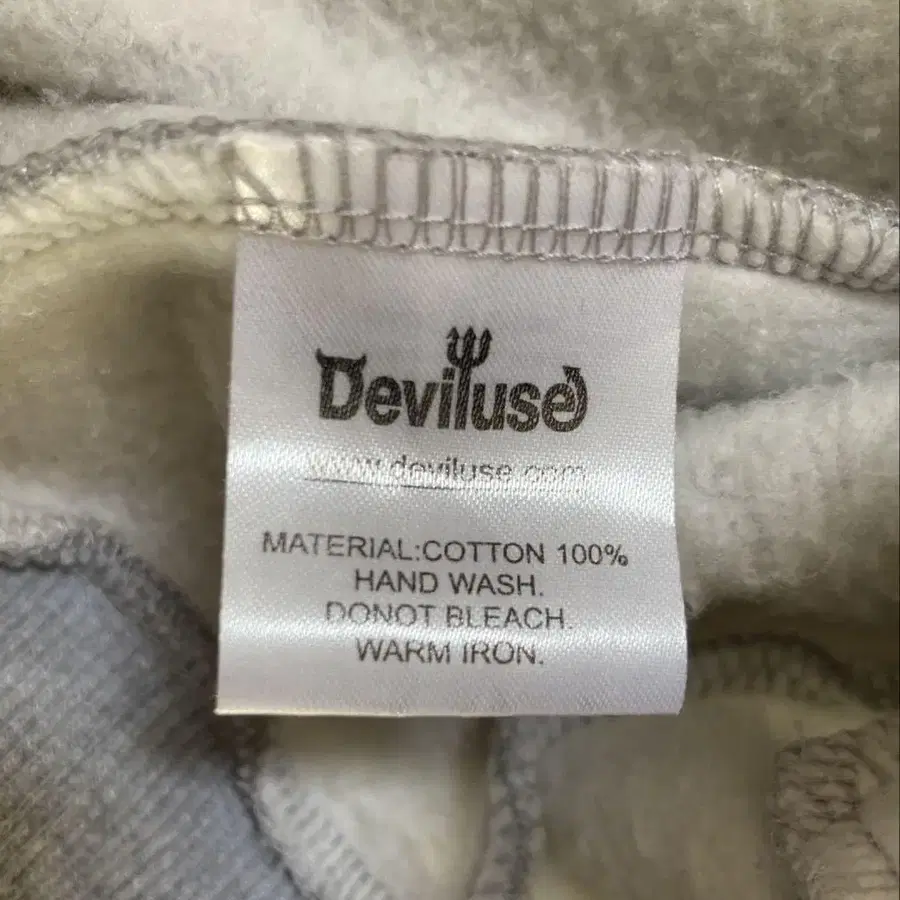 Deviluse
www.deviluse.com
MATERIAL:COTTON 100%
HAND WASH.
DONOT BLEACH.
WARM IRON.